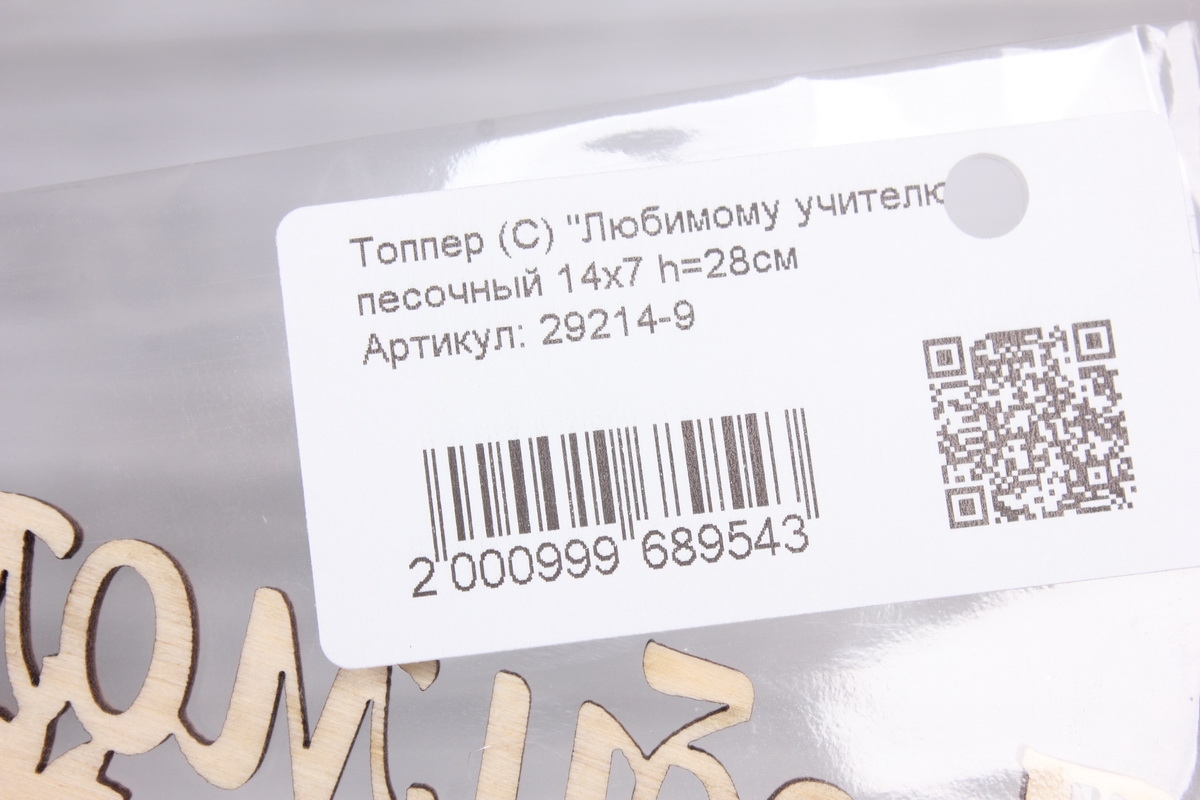 Топпер (С) "Любимому учителю
песочный 14х7 h=28см
Артикул: 29214-9
2 000999 689543